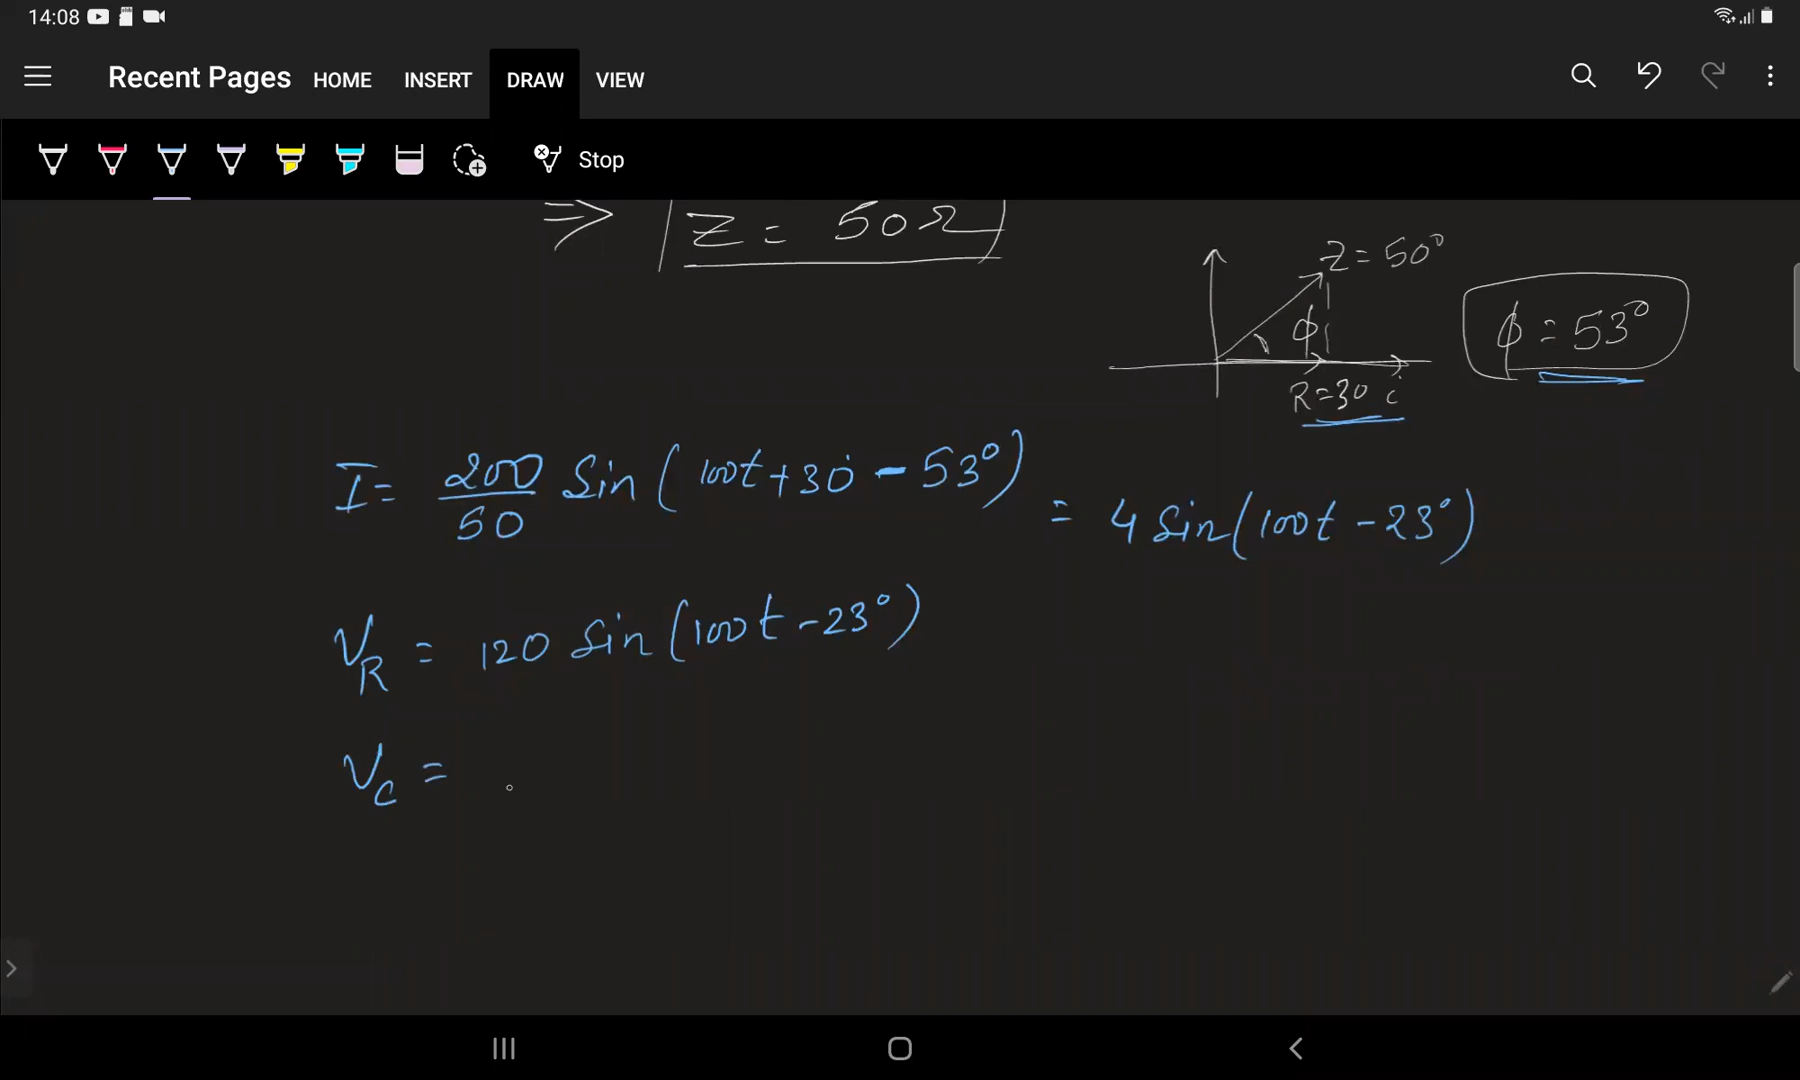 14:08
Recent Pages HOME INSERT DRAW VIEW
Stop
=> Z = 50Ω
Z = 50°
ϕ
R=30 i
ϕ = 53°
I = 200/50 Sin(100t+30° - 53°) = 4 Sin(100t - 23°)
V_R = 120 Sin(100t - 23°)
V_C =